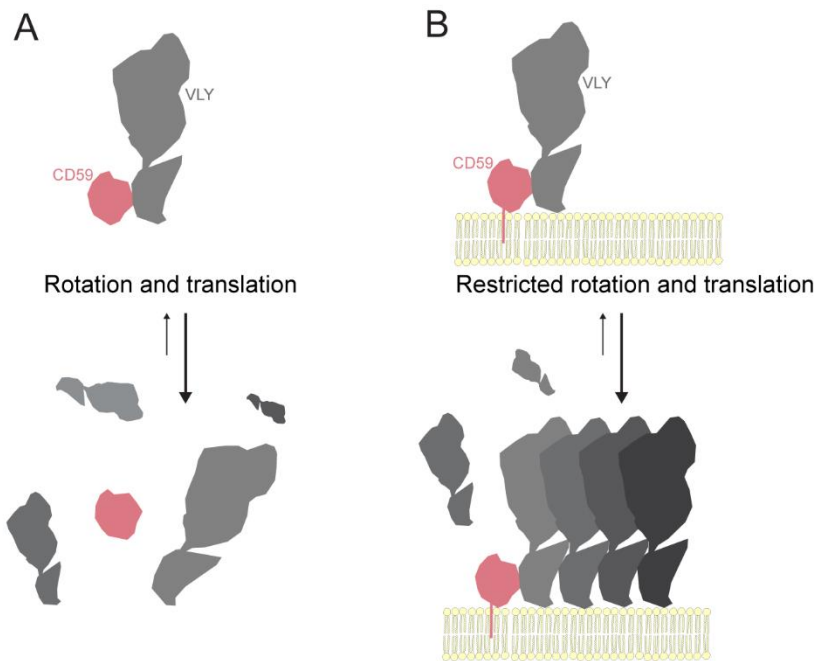 A
VLY
CD59
Rotation and translation
B
VLY
CD59
Restricted rotation and translation